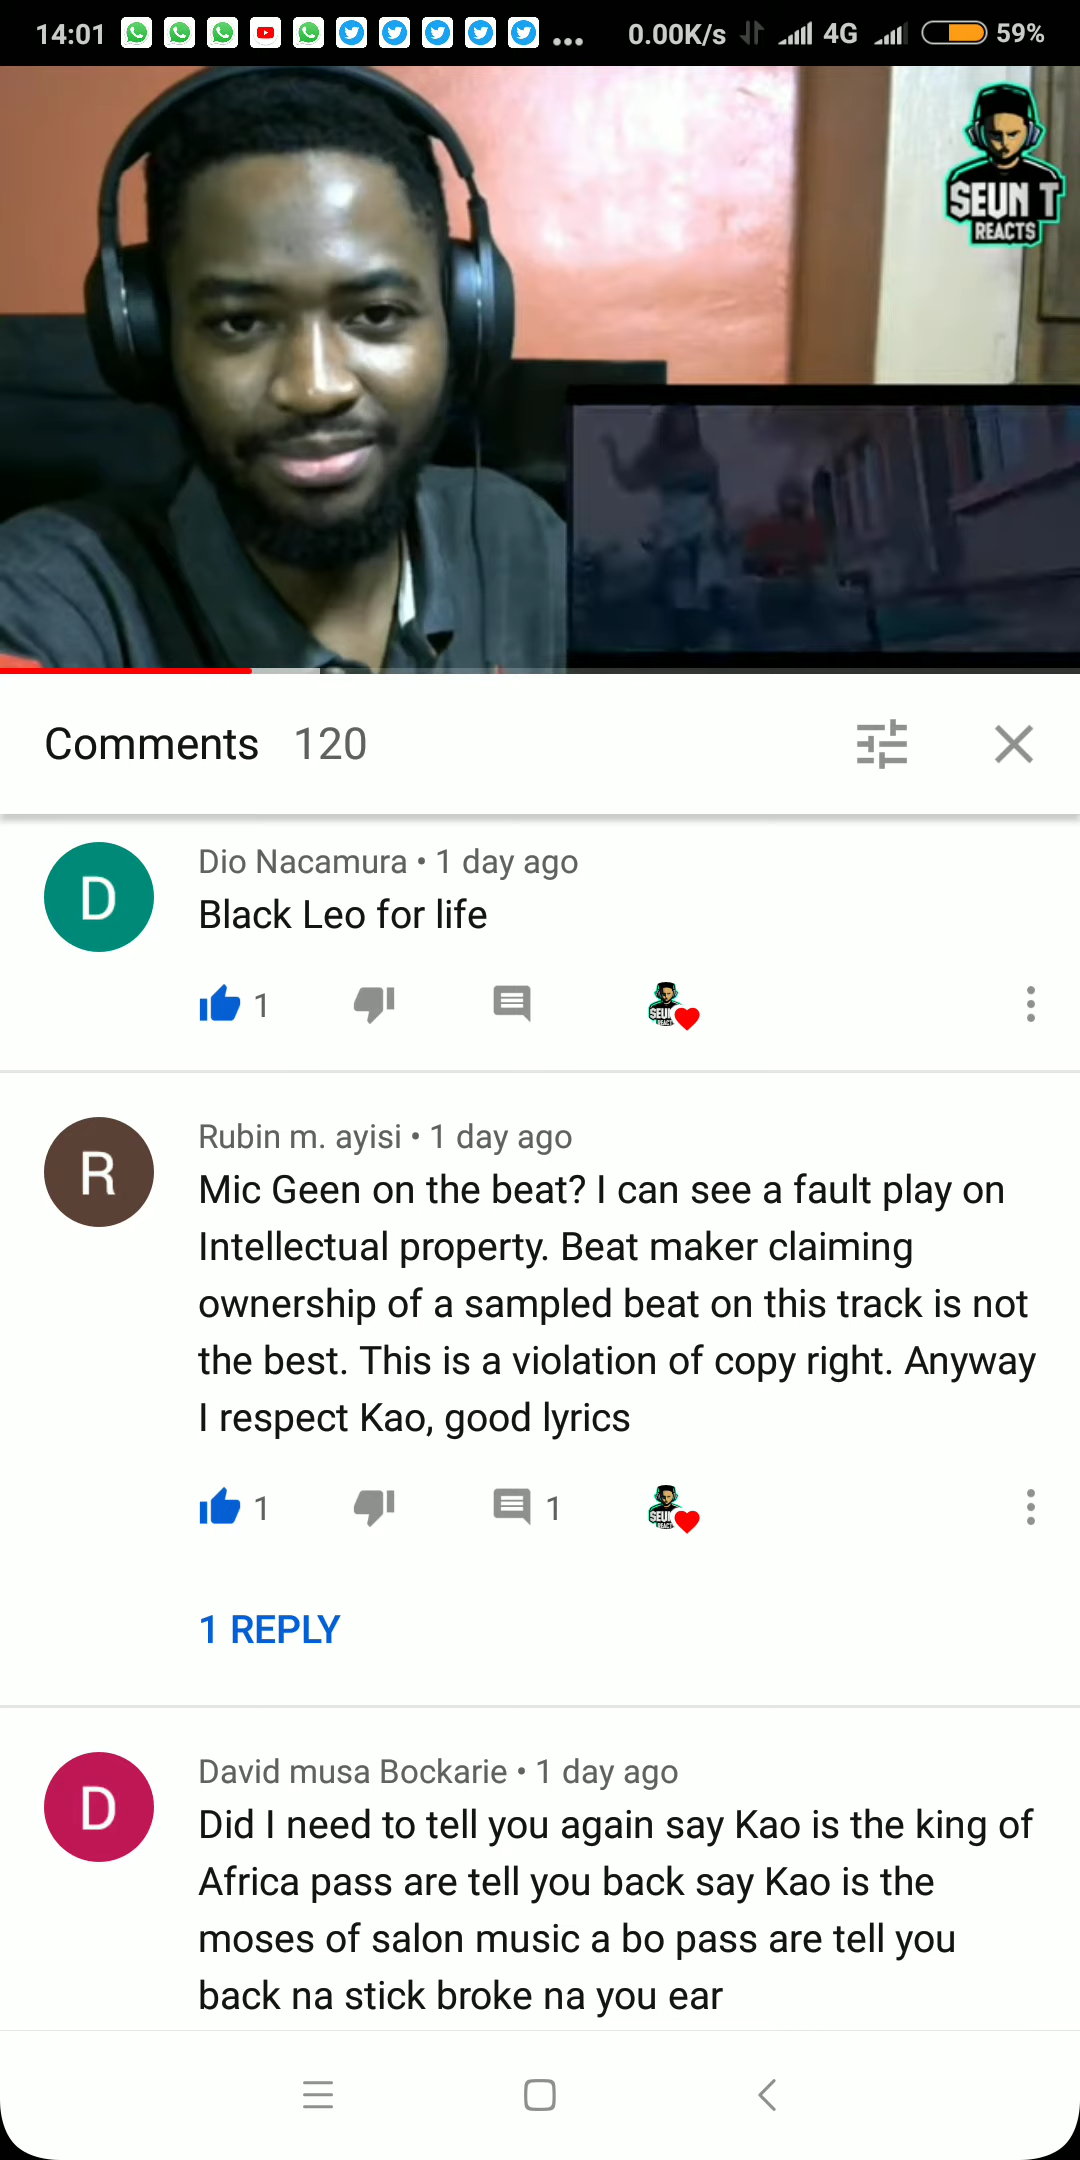 14:01 ... 0.00K/s 4G 59%
SEUN T
REACTS
Comments 120
D
Dio Nacamura • 1 day ago
Black Leo for life
1
R
Rubin m. ayisi • 1 day ago
Mic Geen on the beat? I can see a fault play on
Intellectual property. Beat maker claiming
ownership of a sampled beat on this track is not
the best. This is a violation of copy right. Anyway
I respect Kao, good lyrics
1 1
1 REPLY
D
David musa Bockarie • 1 day ago
Did I need to tell you again say Kao is the king of
Africa pass are tell you back say Kao is the
moses of salon music a bo pass are tell you
back na stick broke na you ear